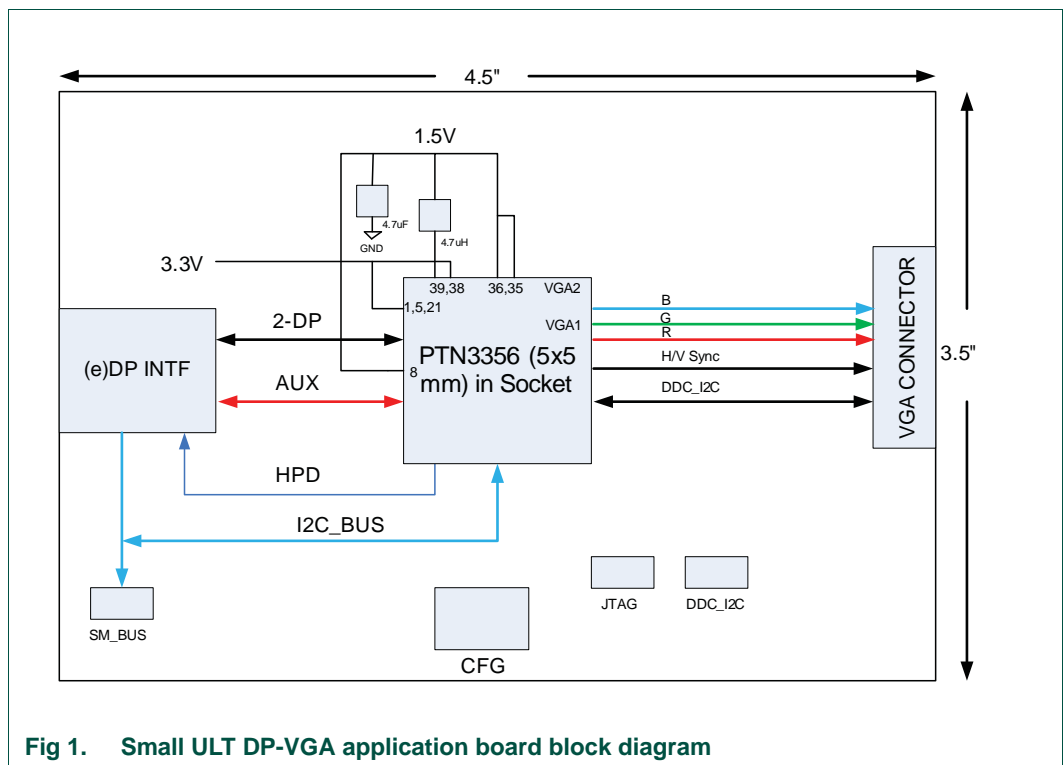 4.5"
1.5V
4.7uF
GND
4.7uH
3.3V
39,38
36,35
VGA2
1,5,21
VGA1
8
PTN3356 (5x5
mm) in Socket
(e)DP INTF
2-DP
AUX
HPD
I2C_BUS
B
G
R
H/V Sync
DDC_I2C
VGA CONNECTOR
3.5"
SM_BUS
CFG
JTAG
DDC_I2C
Fig 1. Small ULT DP-VGA application board block diagram